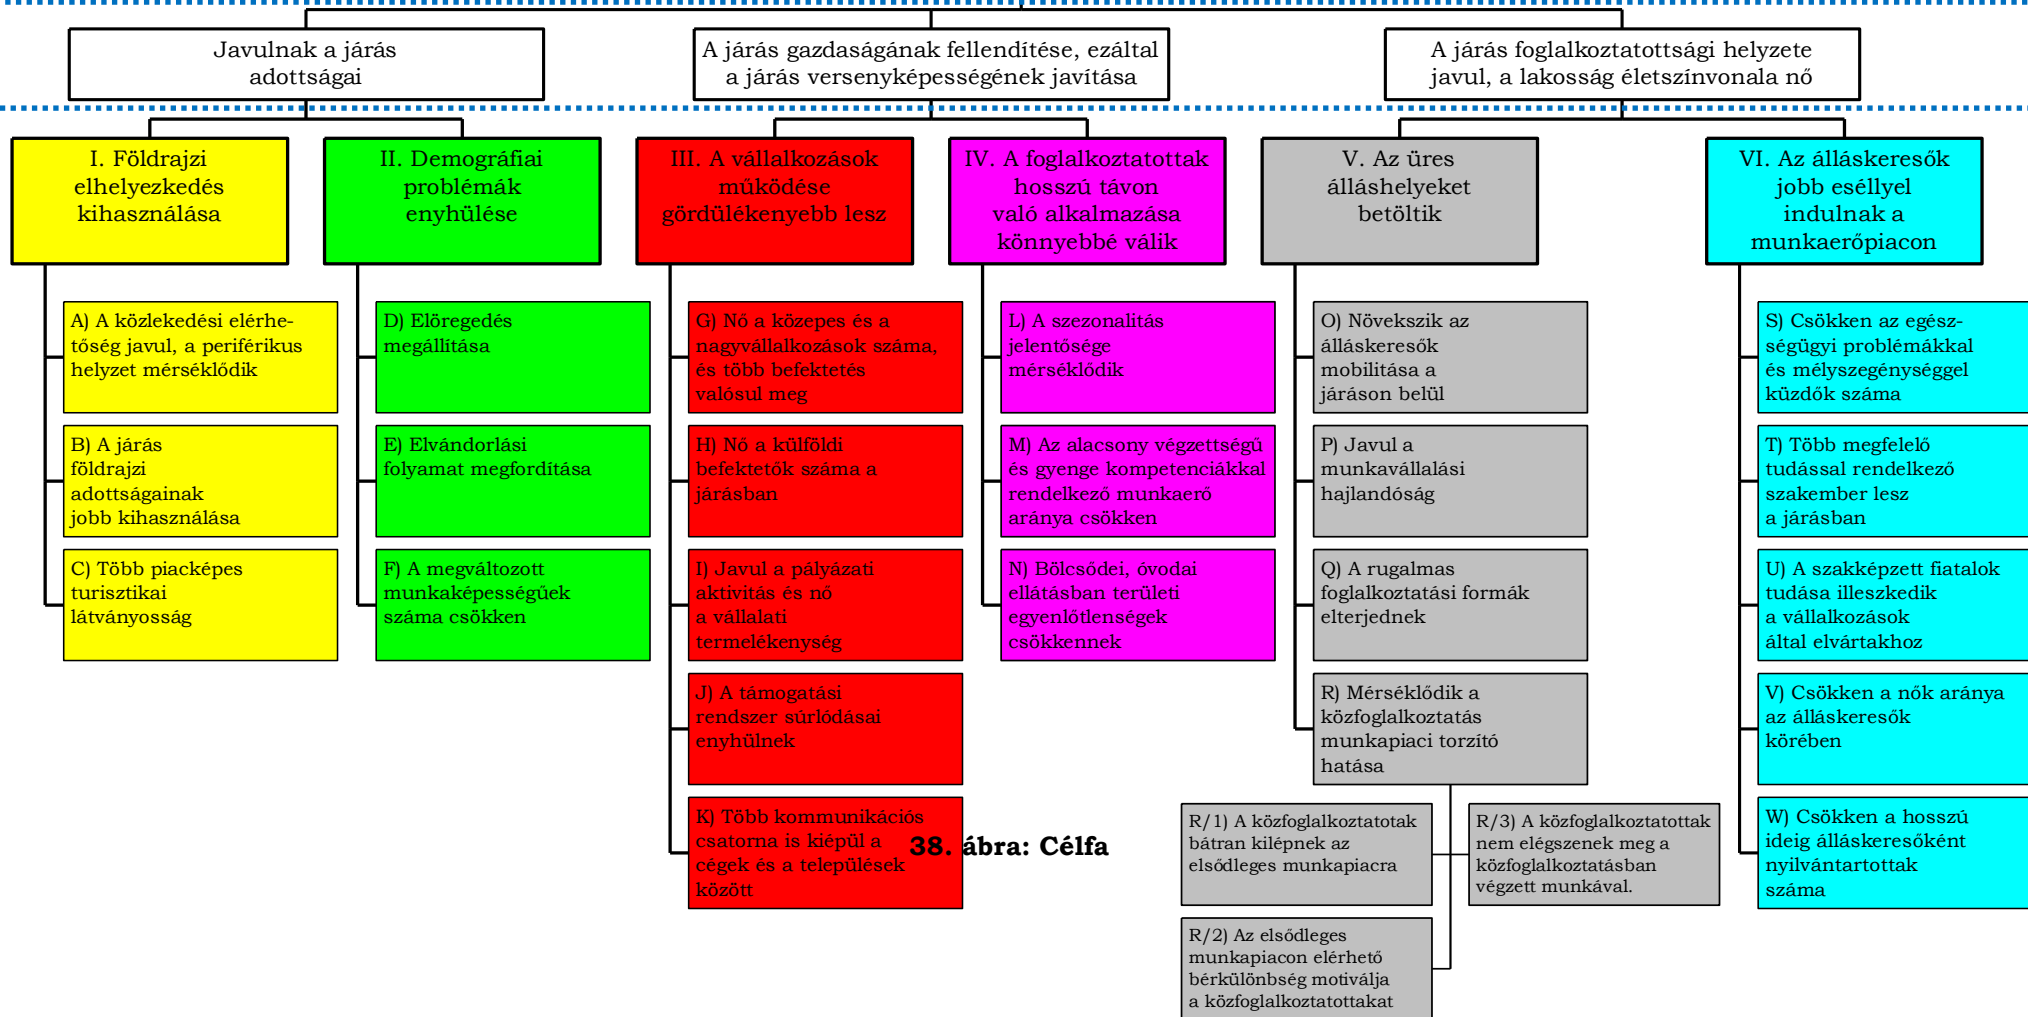 Javulnak a járás
adottságai
A járás gazdaságának fellendítése, ezáltal
a járás versenyképességének javítása
A járás foglalkoztatottsági helyzete
javul, a lakosság életszínvonala nő
I. Földrajzi
elhelyezkedés
kihasználása
II. Demográfiai
problémák
enyhülése
III. A vállalkozások
működése
gördülékenyebb lesz
IV. A foglalkoztatottak
hosszú távon
való alkalmazása
könnyebbé válik
V. Az üres
álláshelyeket
betöltik
VI. Az álláskeresők
jobb eséllyel
indulnak a
munkaerőpiacon
A) A közlekedési elérhe-
tőség javul, a periférikus
helyzet mérséklődik
B) A járás
földrajzi
adottságainak
jobb kihasználása
C) Több piacképes
turisztikai
látványosság
D) Elöregedés
megállítása
E) Elvándorlási
folyamat megfordítása
F) A megváltozott
munkaképességűek
száma csökken
G) Nő a közepes és a
nagyvállalkozások száma,
és több befektetés
valósul meg
H) Nő a külföldi
befektetők száma a
járásban
I) Javul a pályázati
aktivitás és nő
a vállalati
termelékenység
J) A támogatási
rendszer súrlódásai
enyhülnek
K) Több kommunikációs
csatorna is kiépül a
cégek és a települések
között
L) A szezonalitás
jelentősége
mérséklődik
M) Az alacsony végzettségű
és gyenge kompetenciákkal
rendelkező munkaerő
aránya csökken
N) Bölcsődei, óvodai
ellátásban területi
egyenlőtlenségek
csökkennek
O) Növekszik az
álláskeresők
mobilitása a
járáson belül
P) Javul a
munkavállalási
hajlandóság
Q) A rugalmas
foglalkoztatási formák
elterjednek
R) Mérséklődik a
közfoglalkoztatás
munkapiaci torzító
hatása
R/1) A közfoglalkoztatotak
bátran kilépnek az
elsődleges munkapiacra
R/2) Az elsődleges
munkapiacon elérhető
bérkülönbség motiválja
a közfoglalkoztatottakat
R/3) A közfoglalkoztatottak
nem elégszenek meg a
közfoglalkoztatásban
végzett munkával.
S) Csökken az egész-
ségügyi problémákkal
és mélyszegénységgel
küzdők száma
T) Több megfelelő
tudással rendelkező
szakember lesz
a járásban
U) A szakképzett fiatalok
tudása illeszkedik
a vállalkozások
által elvártakhoz
V) Csökken a nők aránya
az álláskeresők
körében
W) Csökken a hosszú
ideig álláskeresőként
nyilvántartottak
száma
38. ábra: Célfa